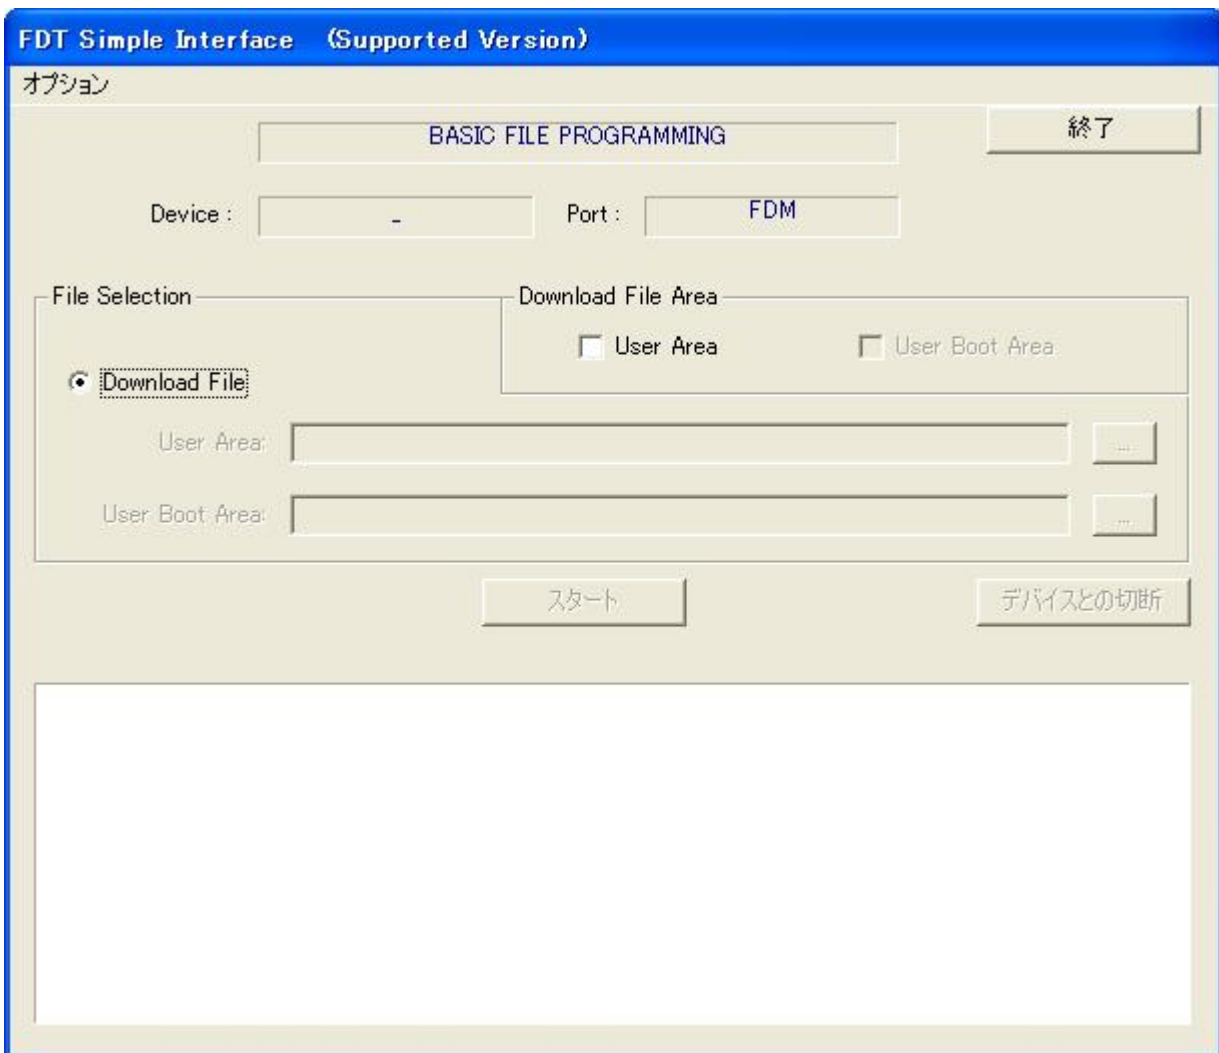 FDT Simple Interface (Supported Version)
オプション
BASIC FILE PROGRAMMING
終了
Device : - Port : FDM
File Selection
Download File Area
User Area
User Boot Area
Download File
User Area: ...
User Boot Area: ...
スタート
デバイスとの切断